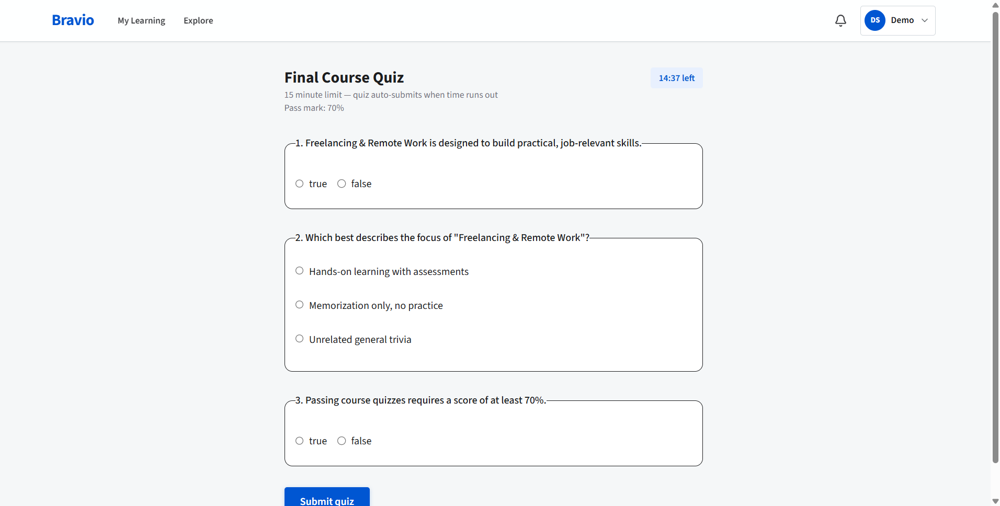 Bravio
My Learning
Explore
DS
Demo
Final Course Quiz
14:37 left
15 minute limit — quiz auto-submits when time runs out
Pass mark: 70%
1. Freelancing & Remote Work is designed to build practical, job-relevant skills.
true
false
2. Which best describes the focus of "Freelancing & Remote Work"?
Hands-on learning with assessments
Memorization only, no practice
Unrelated general trivia
3. Passing course quizzes requires a score of at least 70%.
true
false
Submit quiz